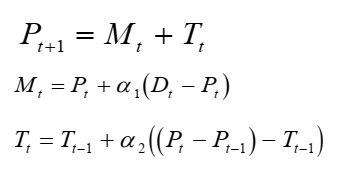 P_{t+1} = M_t + T_t
M_t = P_t + α_1(D_t − P_t)
T_t = T_{t−1} + α_2((P_t − P_{t−1}) − T_{t−1})